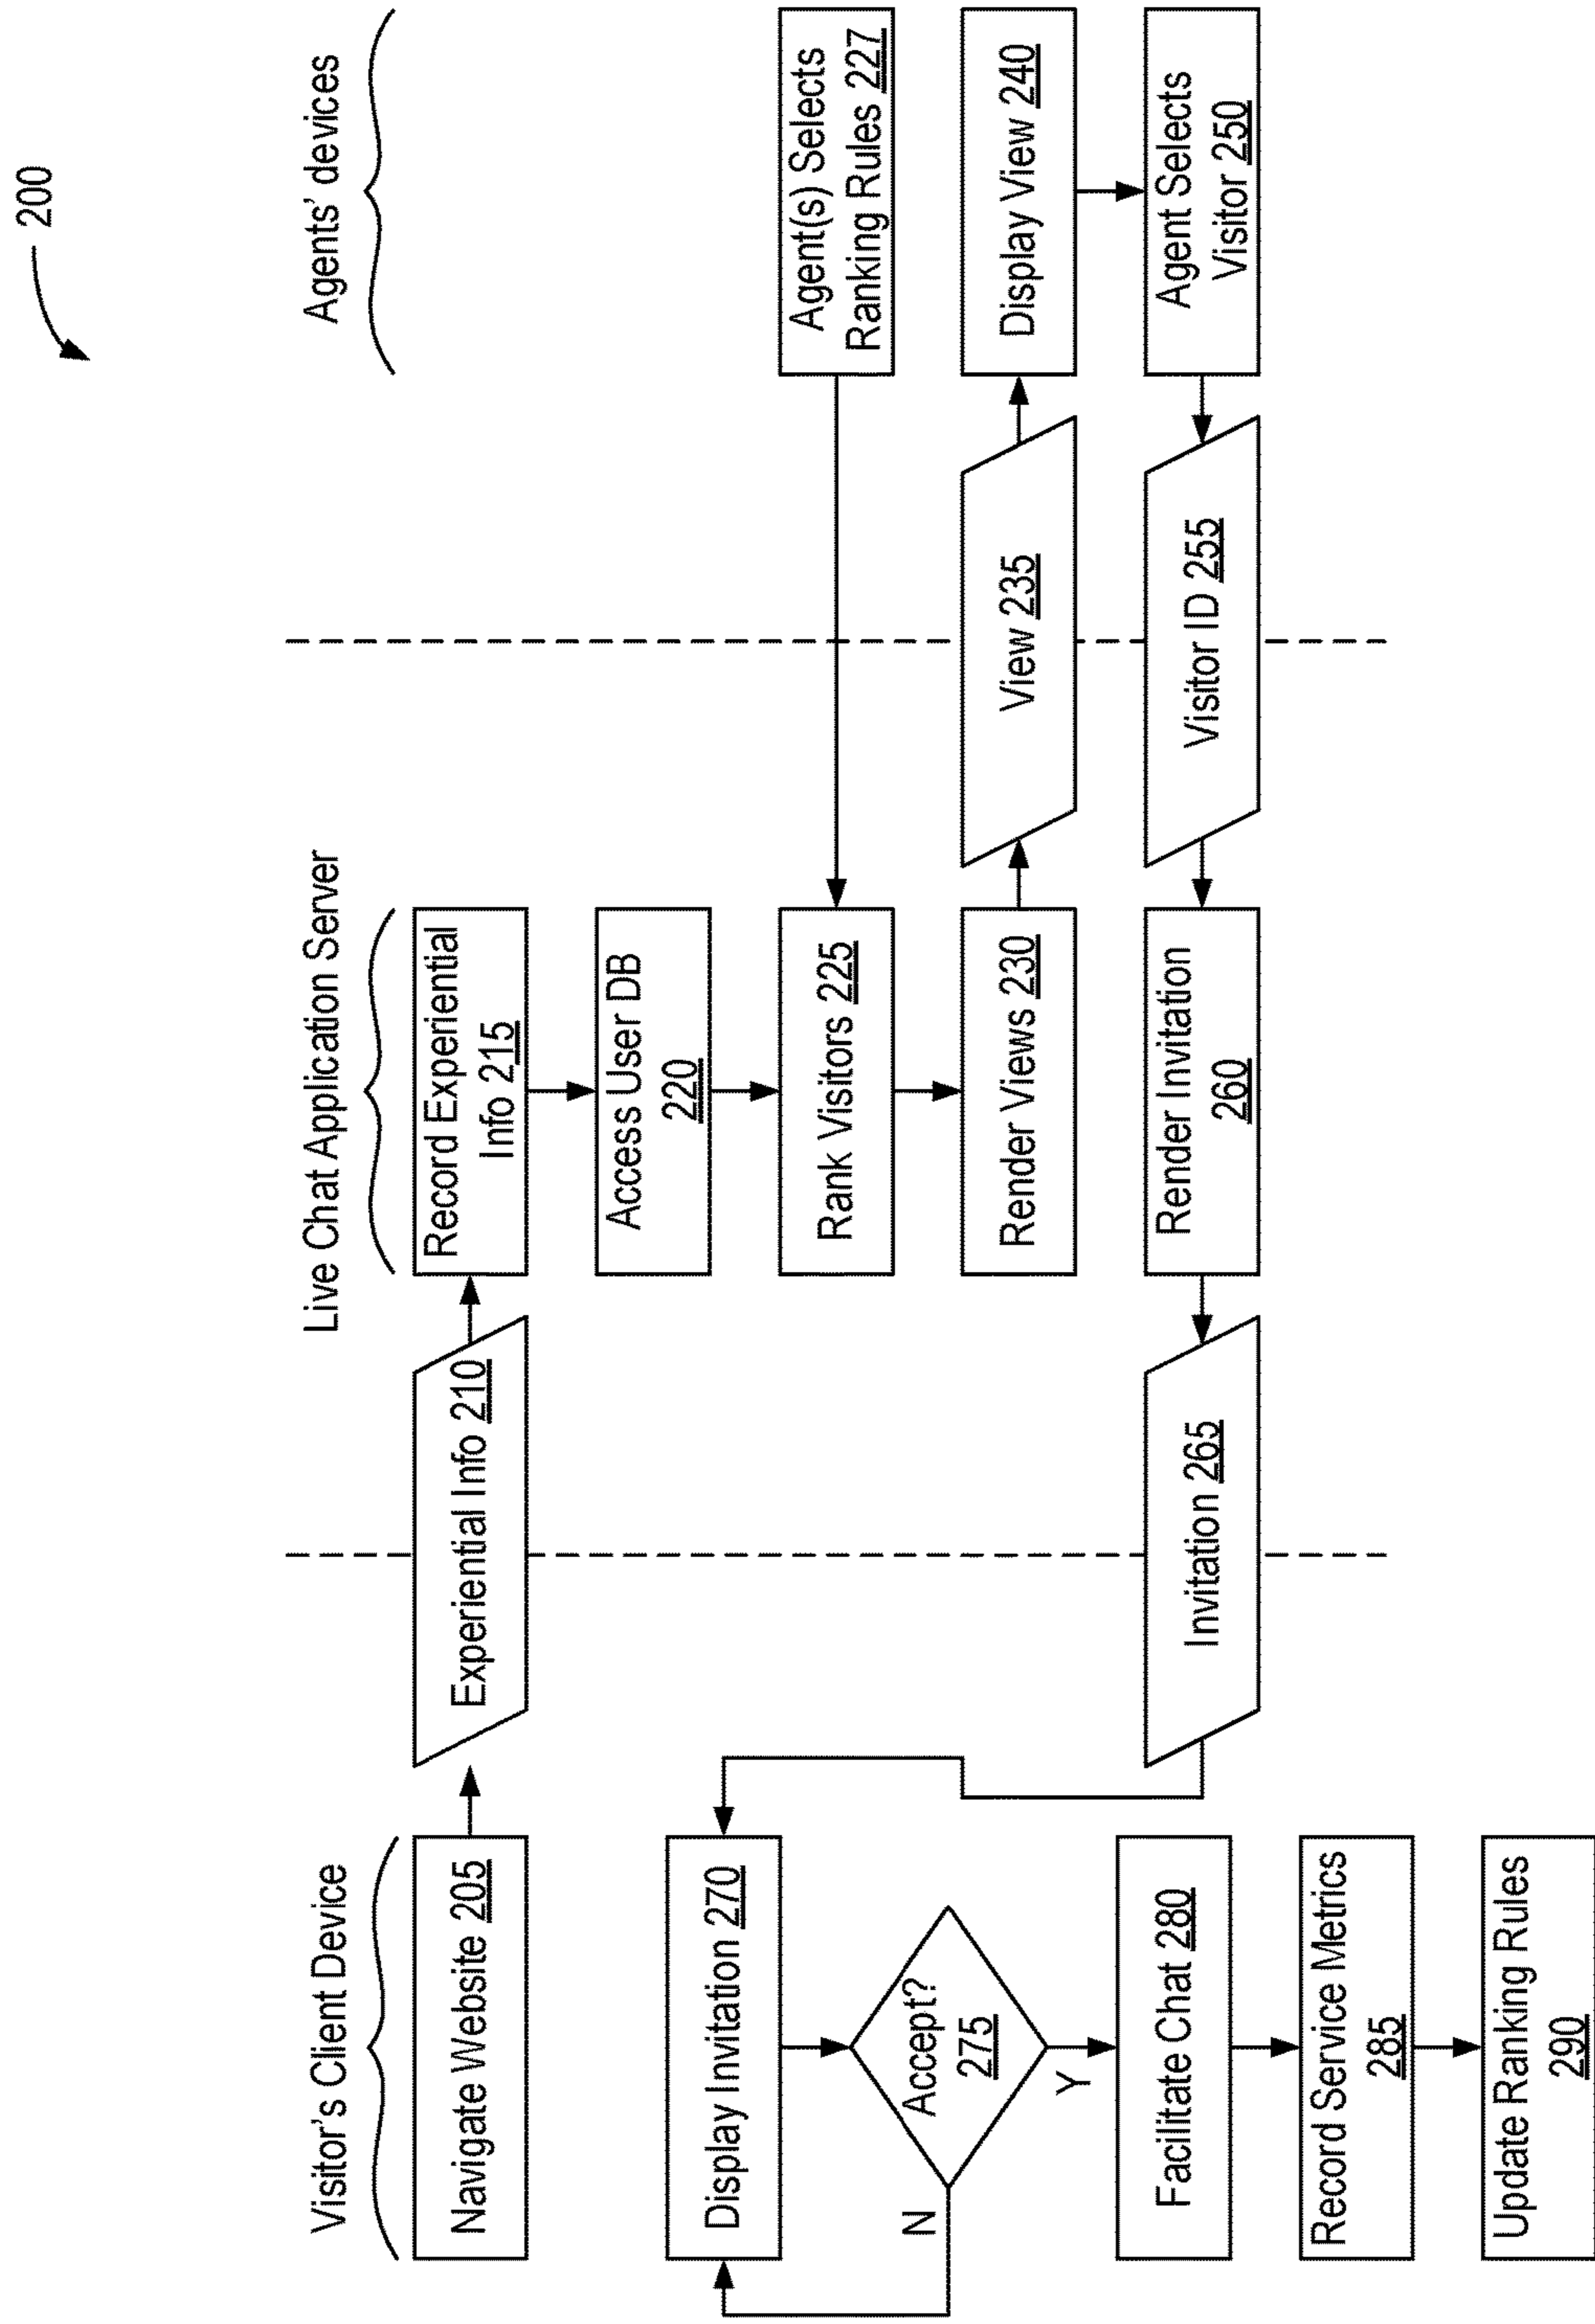 200
Visitor's Client Device
Live Chat Application Server
Agents' devices
Navigate Website 205
Experiential Info 210
Record Experiential
Info 215
Access User DB
220
Agent(s) Selects
Ranking Rules 227
Rank Visitors 225
Render Views 230
View 235
Display View 240
Agent Selects
Visitor 250
Visitor ID 255
Render Invitation
260
Invitation 265
Display Invitation 270
Accept?
275
N
Y
Facilitate Chat 280
Record Service Metrics
285
Update Ranking Rules
290